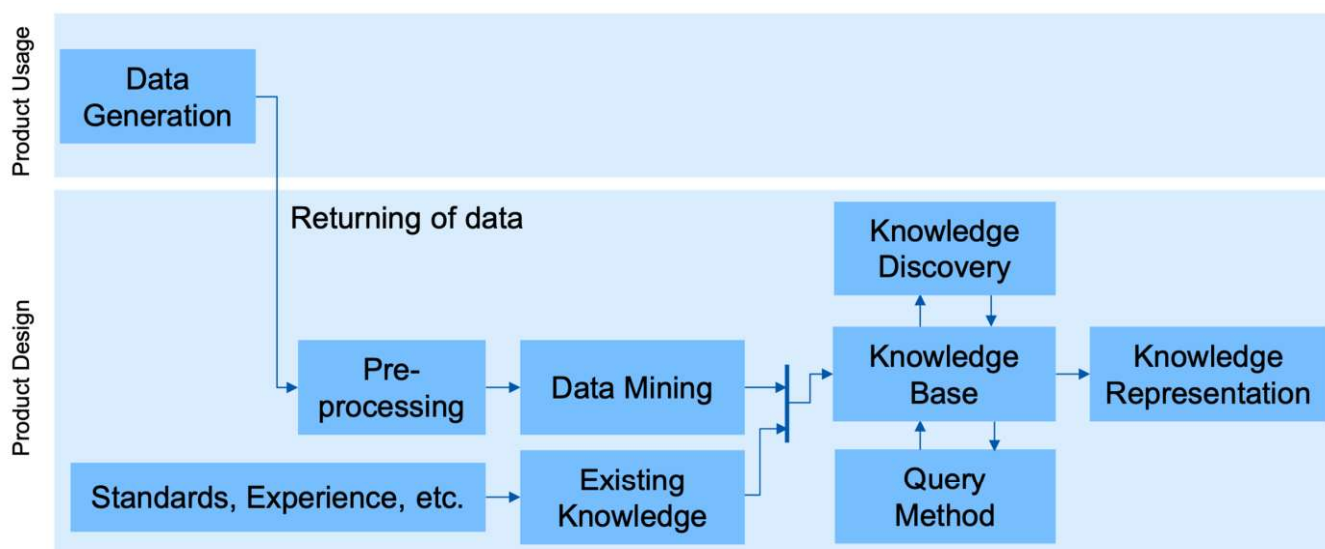 Product Usage
Data
Generation
Product Design
Returning of data
Knowledge
Discovery
Pre-
processing
Data Mining
Knowledge
Base
Knowledge
Representation
Standards, Experience, etc.
Existing
Knowledge
Query
Method